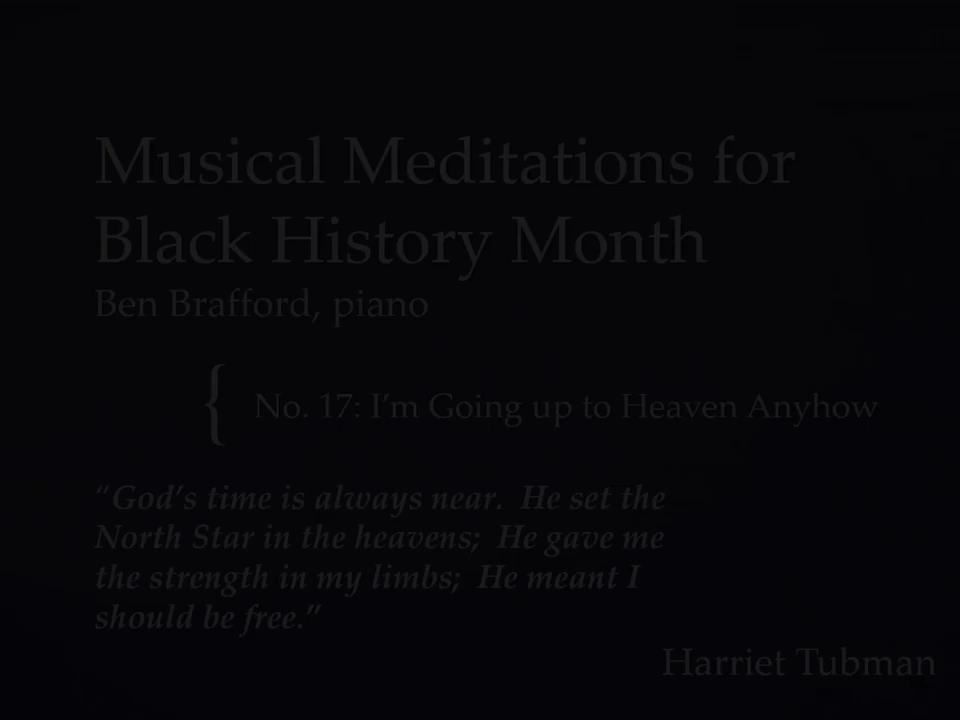 Musical Meditations for
Black History Month
Ben Brafford, piano
{ No. 17: I’m Going up to Heaven Anyhow
“God’s time is always near.  He set the
North Star in the heavens;  He gave me
the strength in my limbs;  He meant I
should be free.”
Harriet Tubman